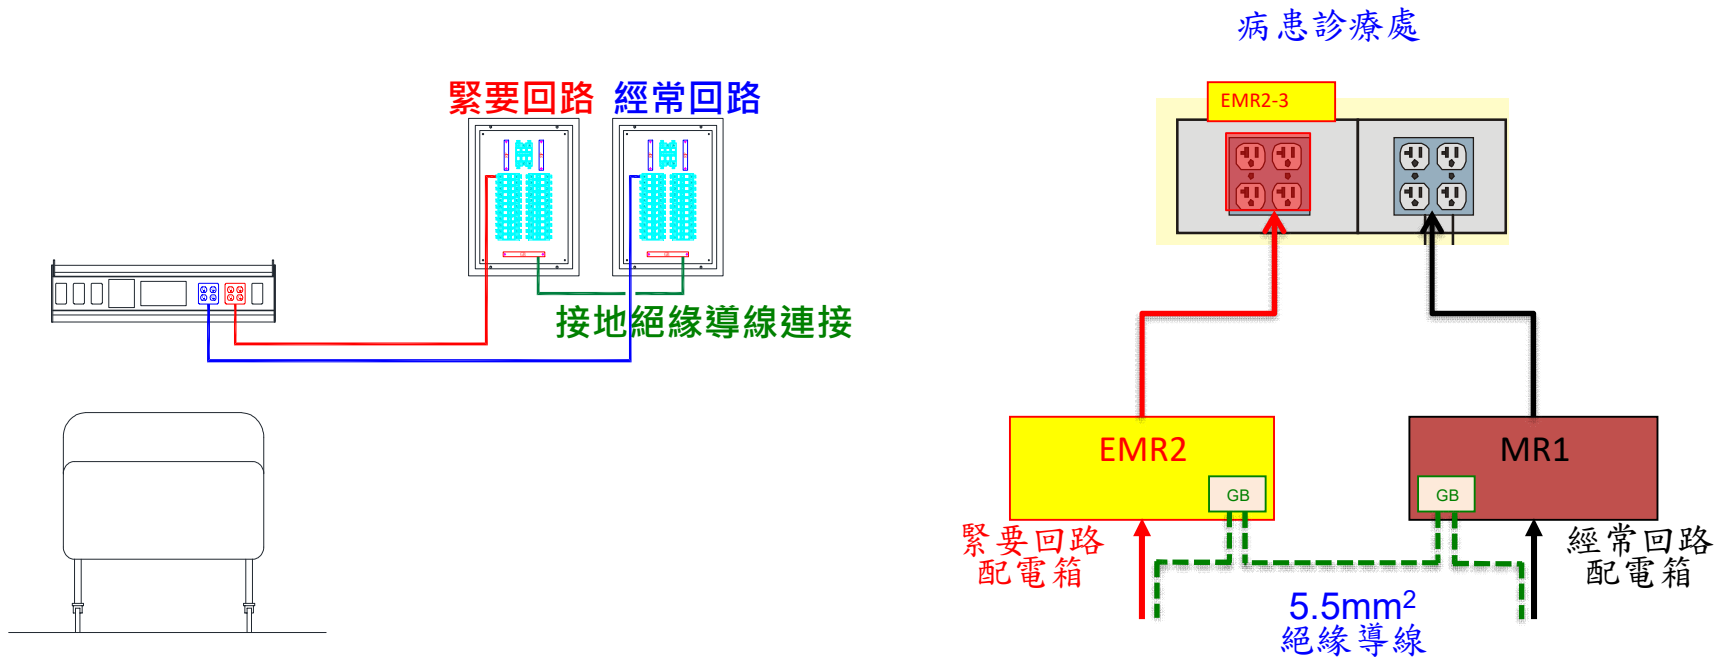 病患診療處
緊要回路 經常回路
EMR2-3
接地絕緣導線連接
EMR2
MR1
GB
GB
緊要回路
配電箱
經常回路
配電箱
5.5mm²
絕緣導線